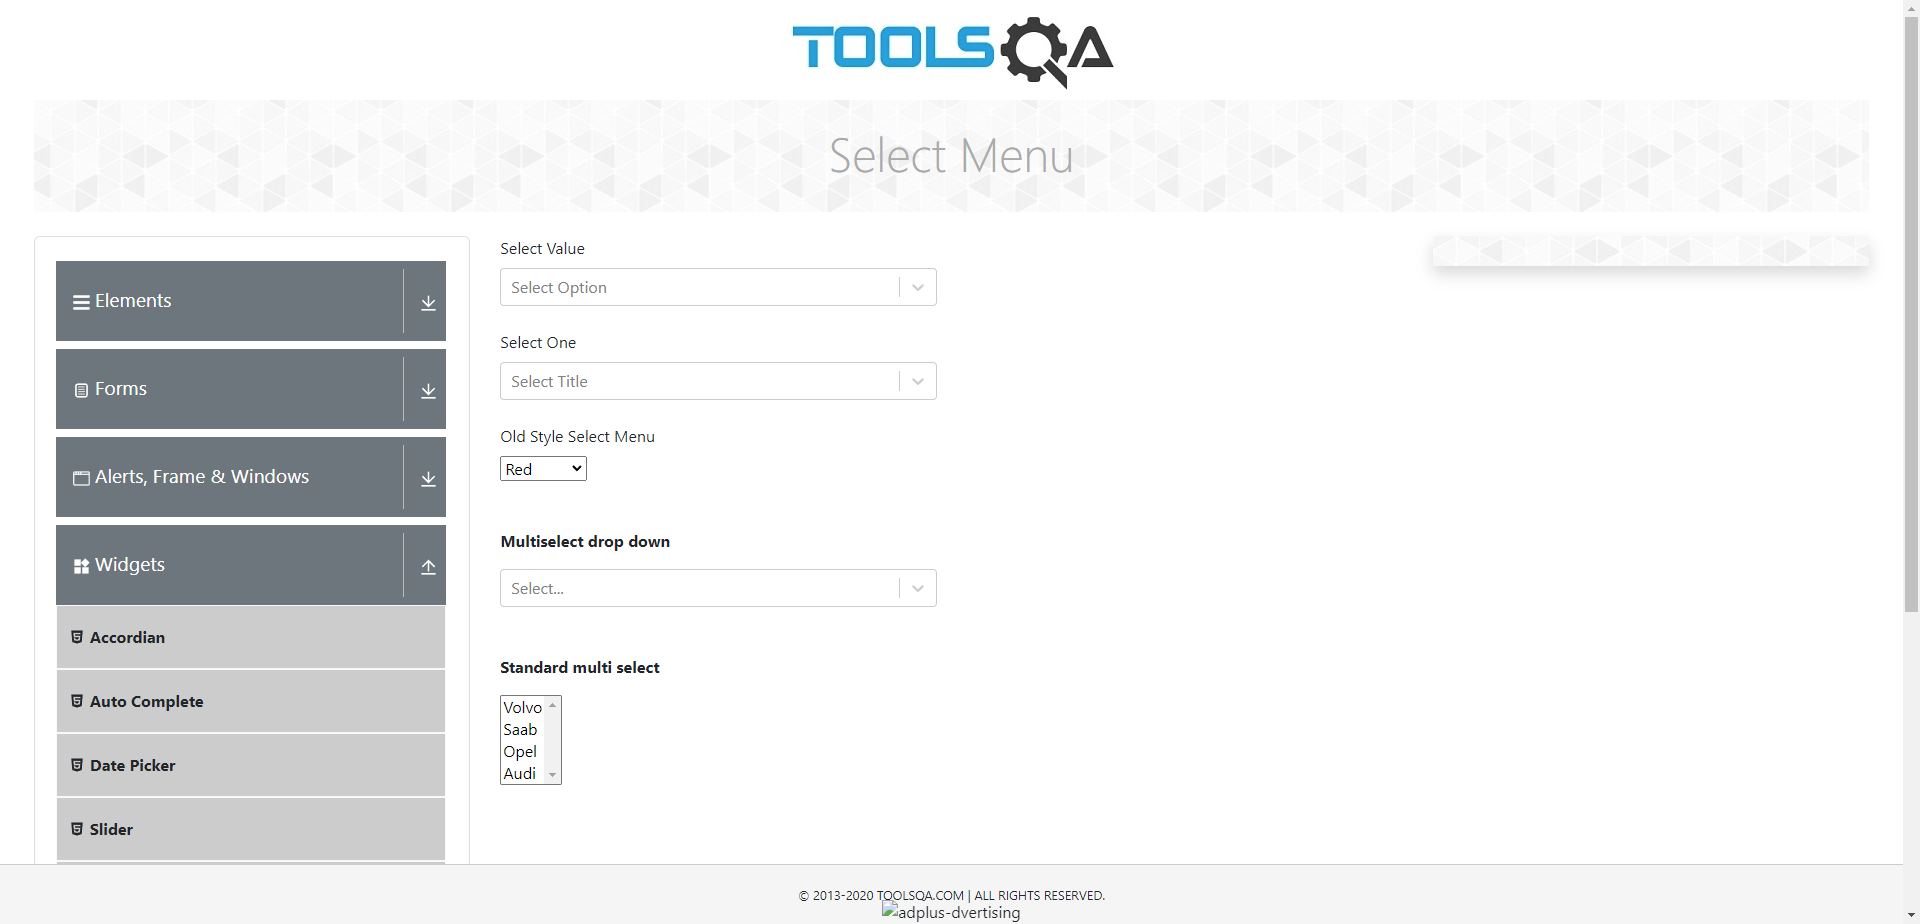 TOOLSQA
Select Menu
Elements
Forms
Alerts, Frame & Windows
Widgets
Accordian
Auto Complete
Date Picker
Slider
Select Value
Select Option
Select One
Select Title
Old Style Select Menu
Red
Multiselect drop down
Select...
Standard multi select
Volvo
Saab
Opel
Audi
© 2013-2020 TOOLSQA.COM | ALL RIGHTS RESERVED.
adplus-dvertising